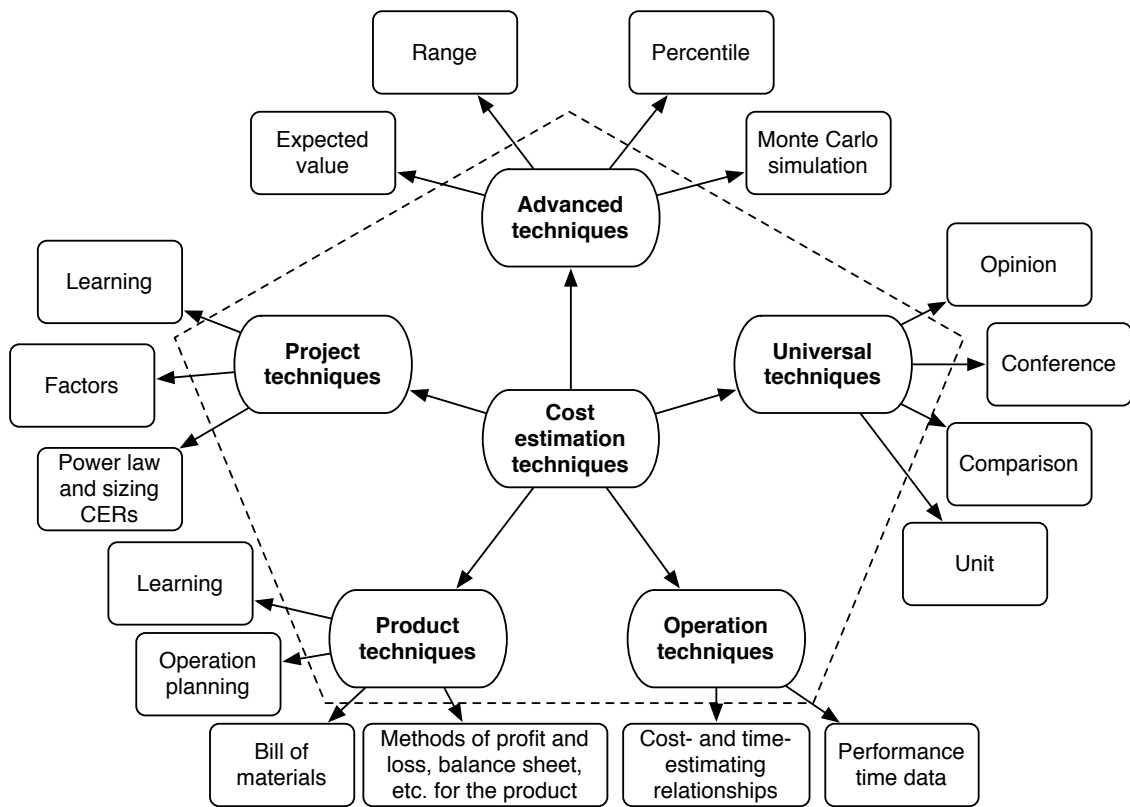 Range
Percentile
Expected
value
Monte Carlo
simulation
Advanced
techniques
Learning
Opinion
Project
techniques
Universal
techniques
Factors
Conference
Cost
estimation
techniques
Power law
and sizing
CERs
Comparison
Unit
Learning
Product
techniques
Operation
techniques
Operation
planning
Bill of
materials
Methods of profit and
loss, balance sheet,
etc. for the product
Cost- and time-
estimating
relationships
Performance
time data